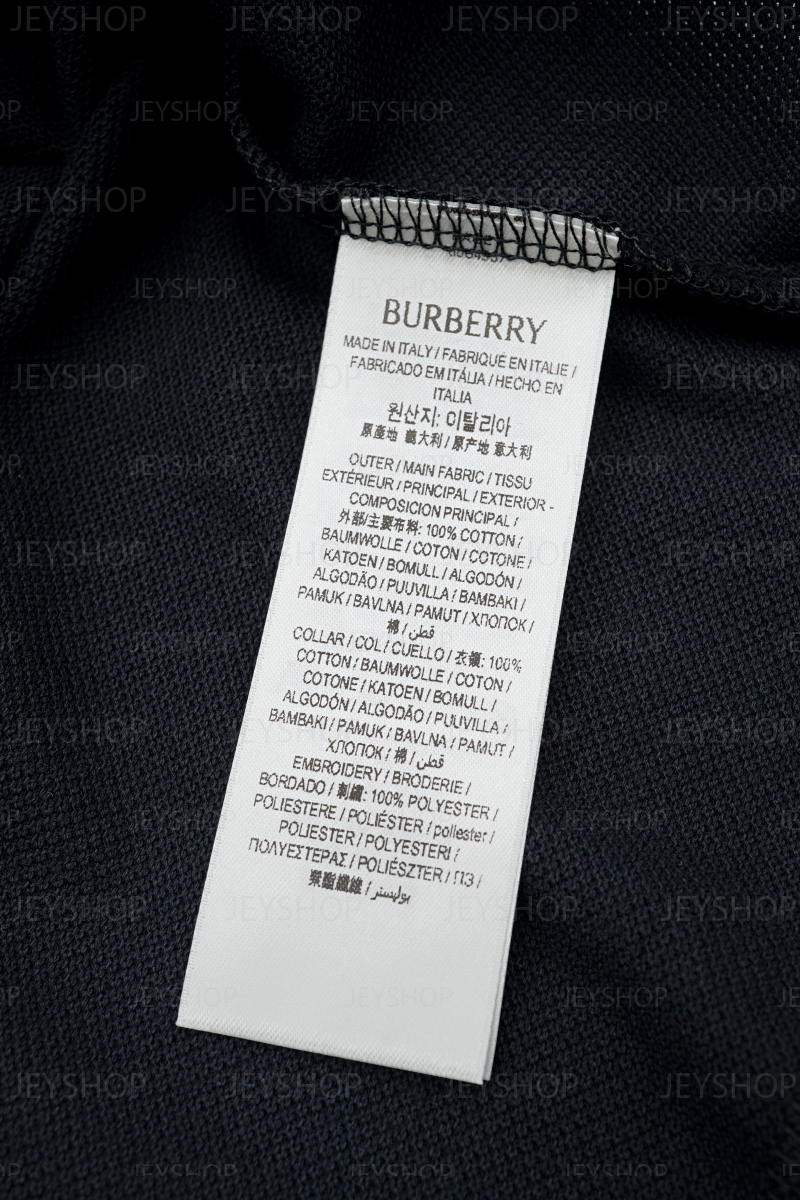 BURBERRY
MADE IN ITALY / FABRIQUÉ EN ITALIE /
FABRICADO EM ITÁLIA / HECHO EN
ITALIA
원산지: 이탈리아
原產地 義大利 / 原产地 意大利
OUTER / MAIN FABRIC / TISSU
EXTÉRIEUR / PRINCIPAL / EXTERIOR -
COMPOSICION PRINCIPAL /
外部/主要布料: 100% COTTON /
BAUMWOLLE / COTON / COTONE /
KATOEN / BOMULL / ALGODÓN /
ALGODÃO / PUUVILLA / BAMBAKI /
PAMUK / BAVLNA / PAMUT / ХЛОПОК /
棉 / قطن
COLLAR / COL / CUELLO / 衣領: 100%
COTTON / BAUMWOLLE / COTON /
COTONE / KATOEN / BOMULL /
ALGODÓN / ALGODÃO / PUUVILLA /
BAMBAKI / PAMUK / BAVLNA / PAMUT /
ХЛОПОК / 棉 / قطن
EMBROIDERY / BRODERIE /
BORDADO / 刺繡: 100% POLYESTER /
POLIESTERE / POLIÉSTER / poliester /
POLIESTER / POLYESTERI /
ΠΟΛΥΕΣΤΕΡΑΣ / POLIÉSZTER / ПЭ /
聚酯纖維 / بوليستر
JEYSHOP